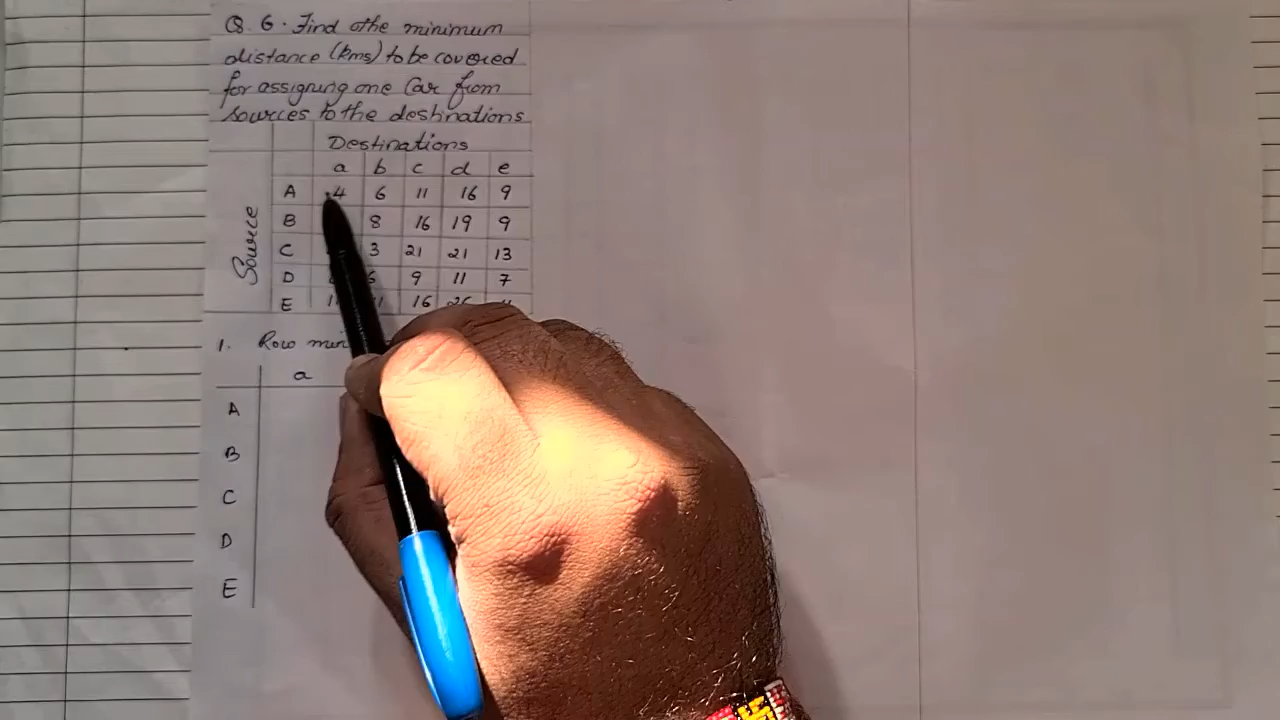 Q. 6. Find the minimum
distance (kms) to be covered
for assigning one Car from
sources to the destinations
Destinations
a b c d e
Source
A 4 6 11 16 9
B 8 16 19 9
C 3 21 21 13
D 6 9 11 7
E 16
1. Row
a
A
B
C
D
E